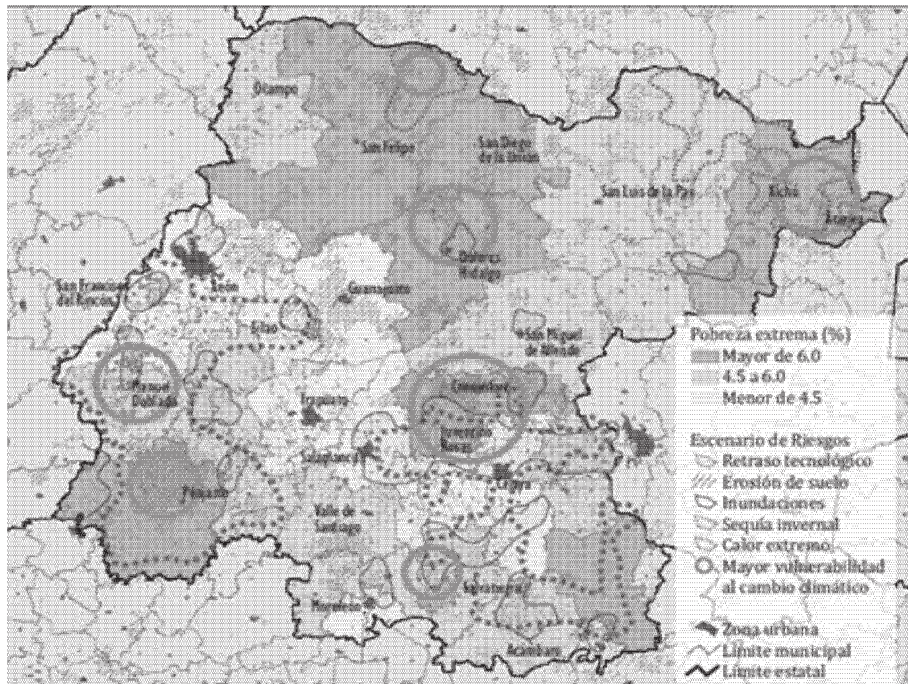 Ocampo
San Felipe
San Diego
de la Unión
San Luis de la Paz
Xichú
Atarjea
Dolores
Hidalgo
León
Guanajuato
San Francisco
del Rincón
Silao
San Miguel
de Allende
Manuel
Doblado
Irapuato
Comonfort
Juventino
Rosas
Salamanca
Celaya
Pénjamo
Valle de
Santiago
Salvatierra
Moroleón
Acámbaro
Pobreza extrema (%)
Mayor de 6.0
4.5 a 6.0
Menor de 4.5
Escenario de Riesgos
Retraso tecnológico
Erosión de suelo
Inundaciones
Sequía invernal
Calor extremo
Mayor vulnerabilidad
al cambio climático
Zona urbana
Límite municipal
Límite estatal